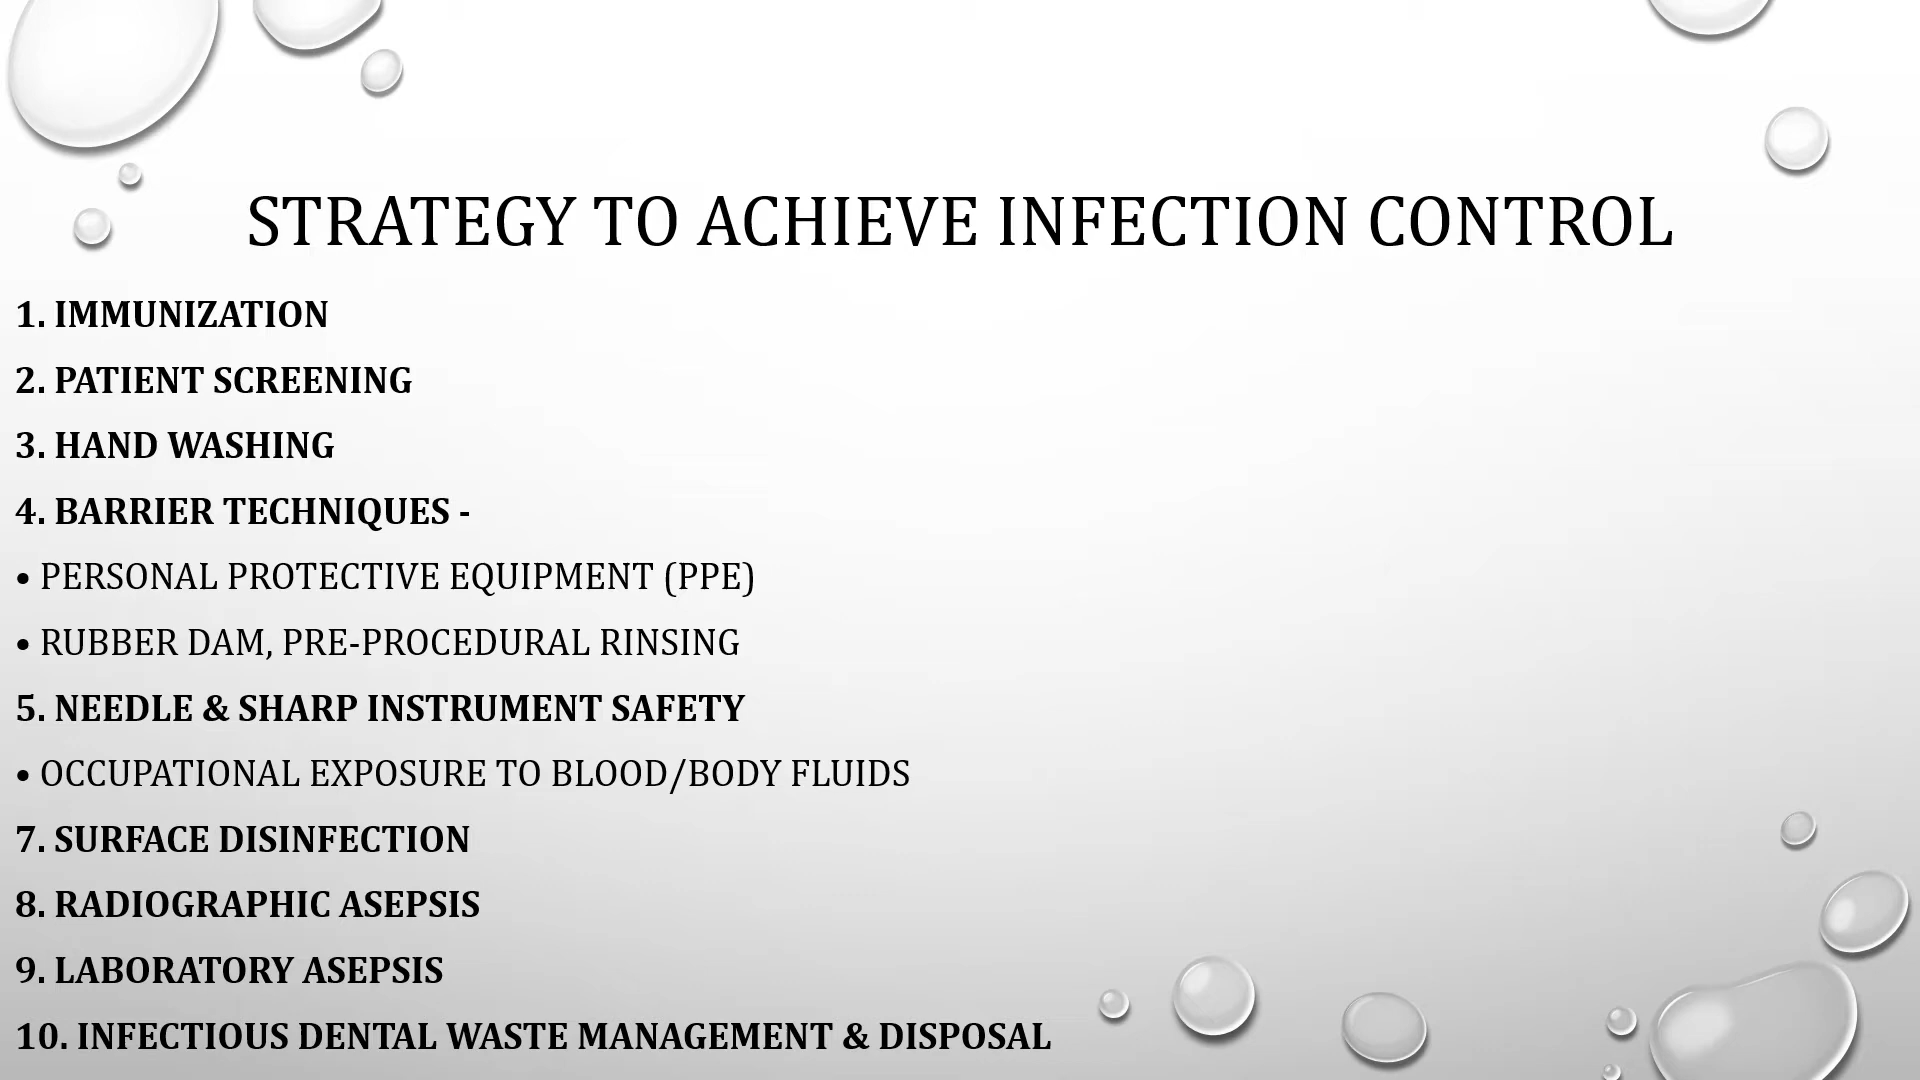 STRATEGY TO ACHIEVE INFECTION CONTROL
1. IMMUNIZATION
2. PATIENT SCREENING
3. HAND WASHING
4. BARRIER TECHNIQUES -
• PERSONAL PROTECTIVE EQUIPMENT (PPE)
• RUBBER DAM, PRE-PROCEDURAL RINSING
5. NEEDLE & SHARP INSTRUMENT SAFETY
• OCCUPATIONAL EXPOSURE TO BLOOD/BODY FLUIDS
7. SURFACE DISINFECTION
8. RADIOGRAPHIC ASEPSIS
9. LABORATORY ASEPSIS
10. INFECTIOUS DENTAL WASTE MANAGEMENT & DISPOSAL